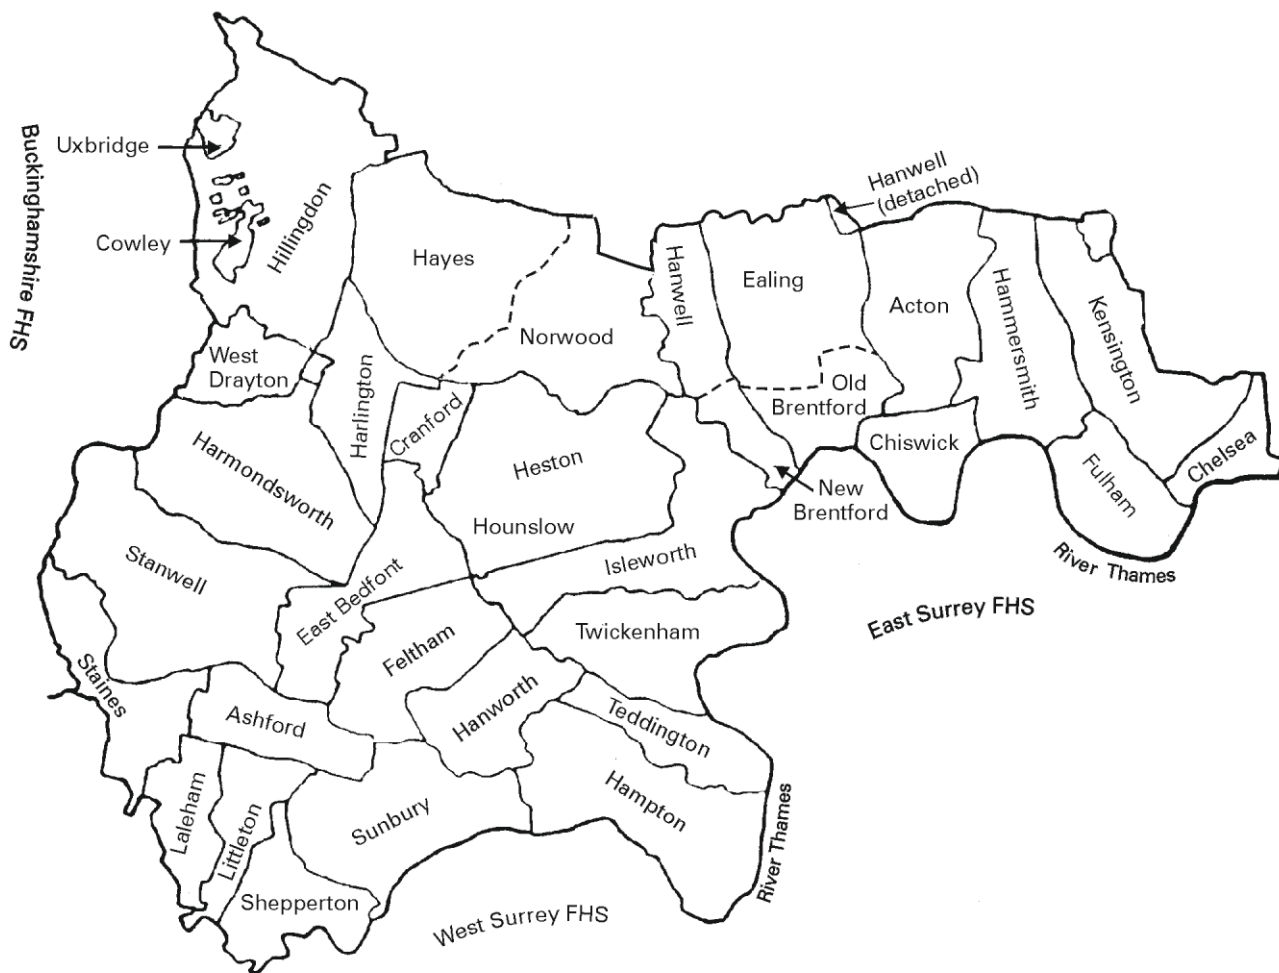 Buckinghamshire FHS
Uxbridge
Cowley
Hillingdon
Hayes
Norwood
Hanwell
Ealing
Hanwell
(detached)
Acton
Hammersmith
Kensington
Chelsea
West
Drayton
Harlington
Cranford
Old
Brentford
Chiswick
Fulham
New
Brentford
Harmondsworth
Heston
Hounslow
Isleworth
River Thames
East Surrey FHS
Stanwell
East Bedfont
Feltham
Twickenham
Staines
Ashford
Hanworth
Teddington
Hampton
Laleham
Littleton
Sunbury
Shepperton
West Surrey FHS
River Thames